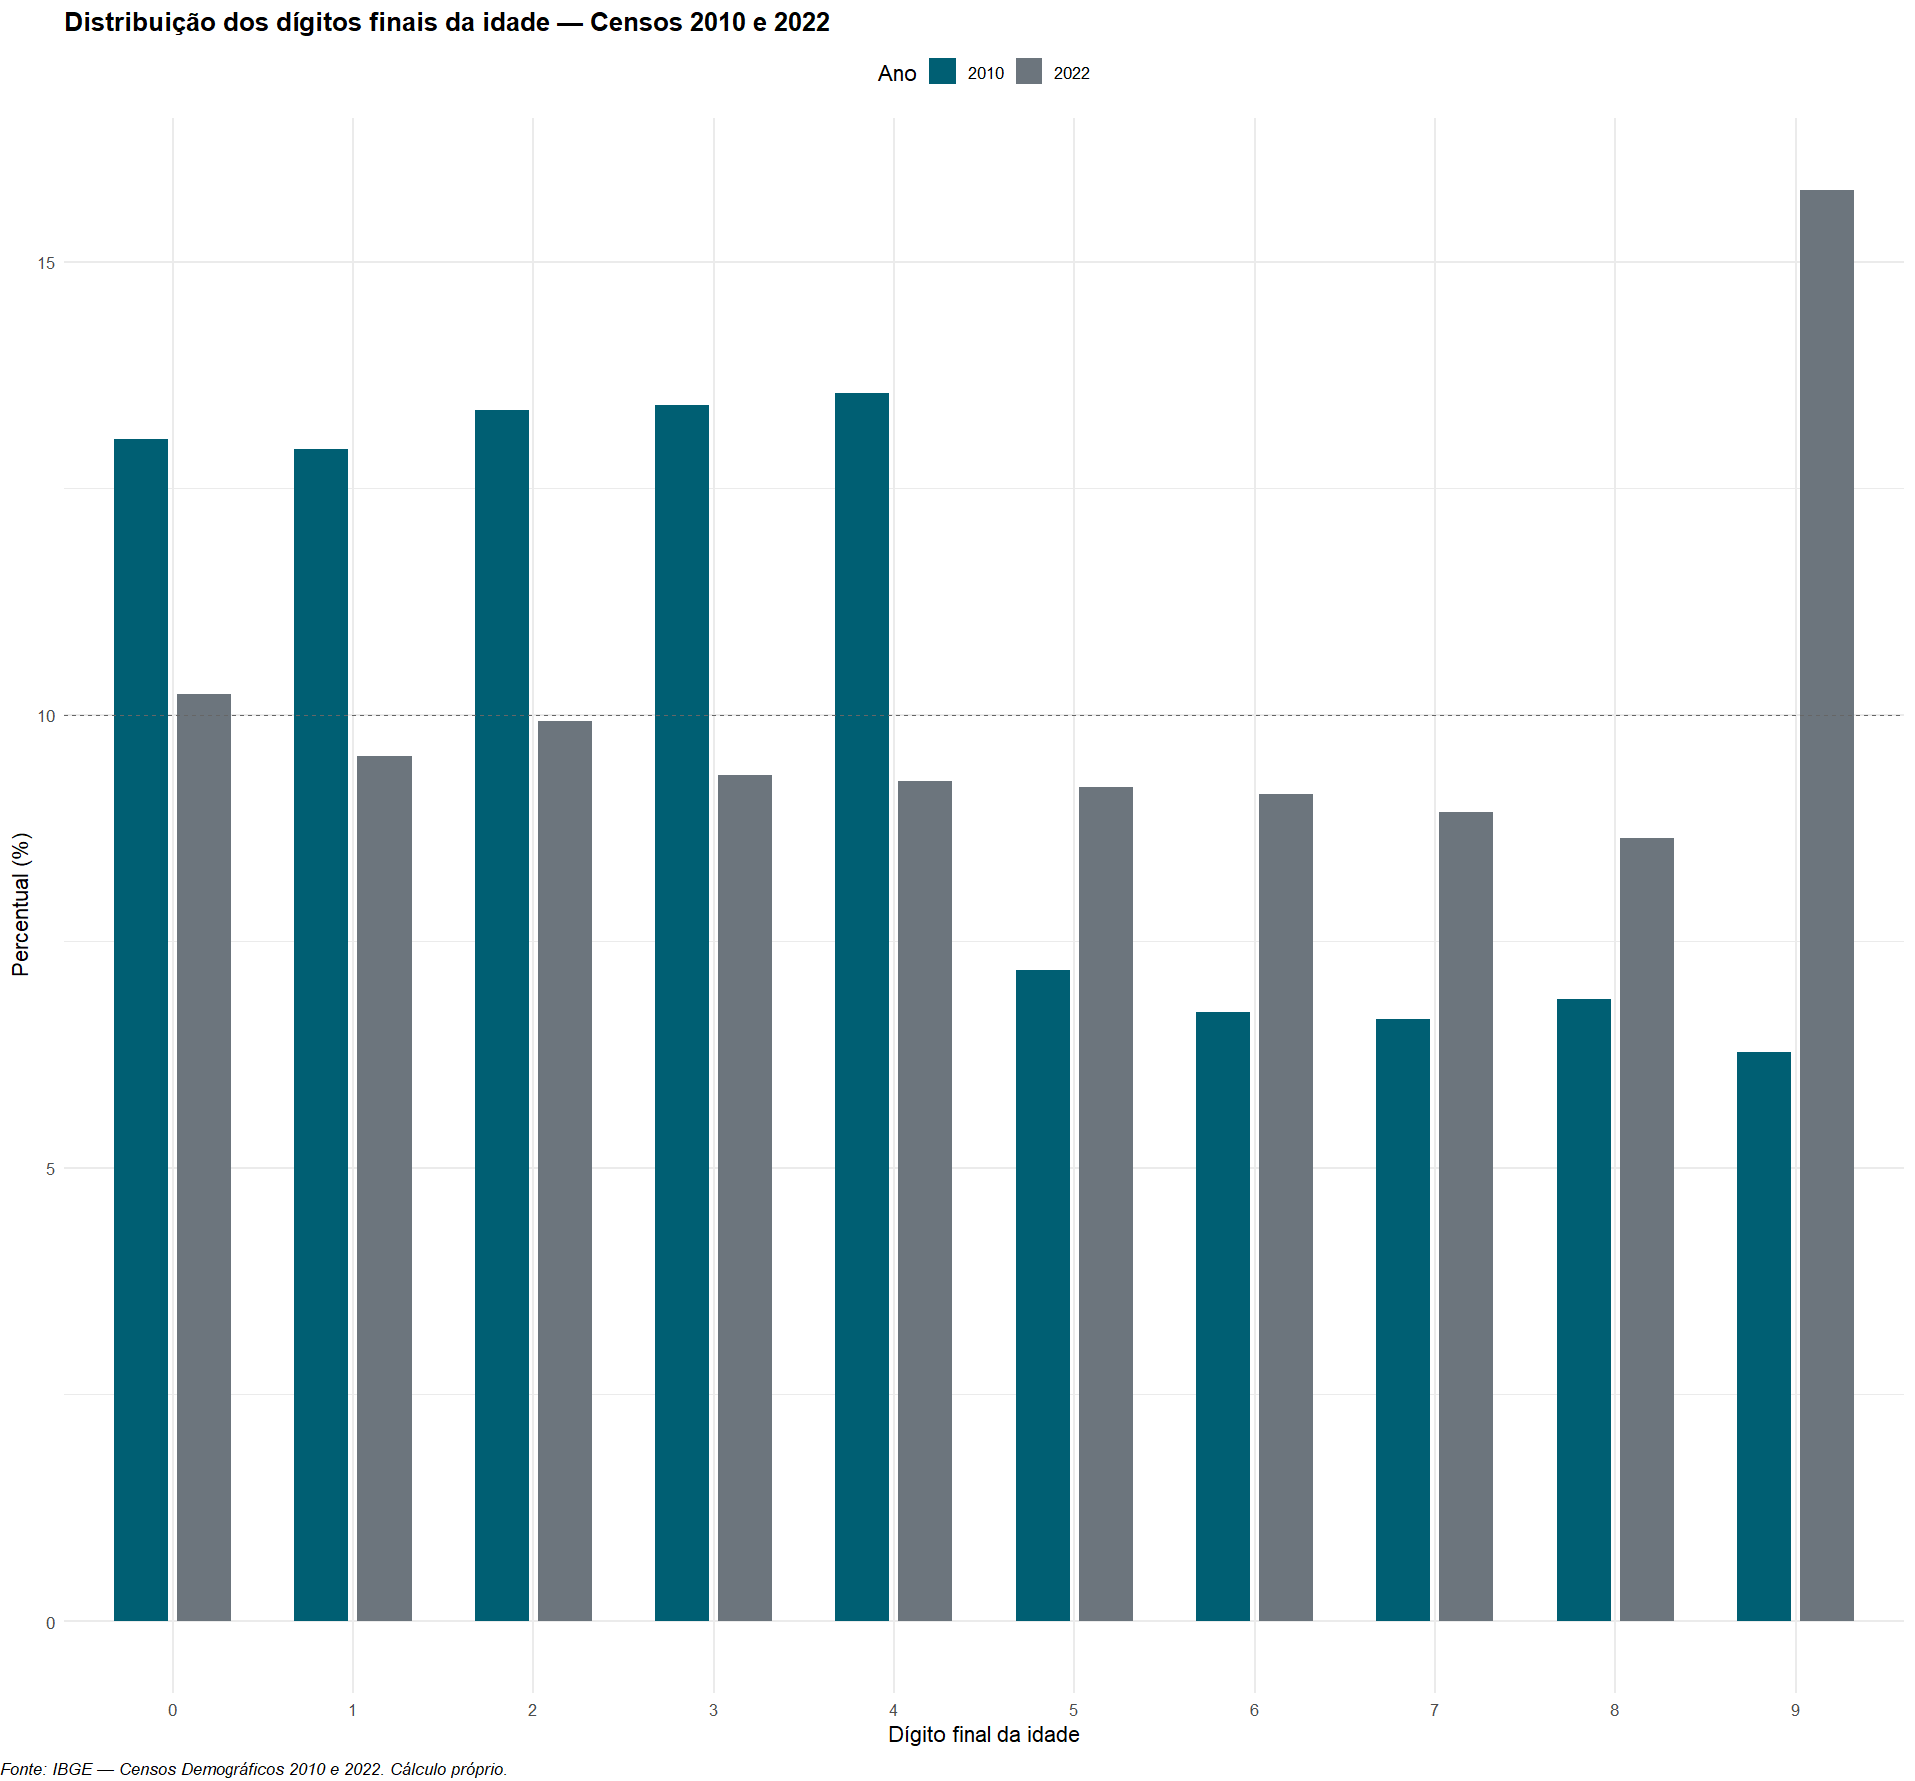 Distribuição dos dígitos finais da idade — Censos 2010 e 2022
Ano 2010 2022
15
10
5
0
Percentual (%)
0 1 2 3 4 5 6 7 8 9
Dígito final da idade
Fonte: IBGE — Censos Demográficos 2010 e 2022. Cálculo próprio.